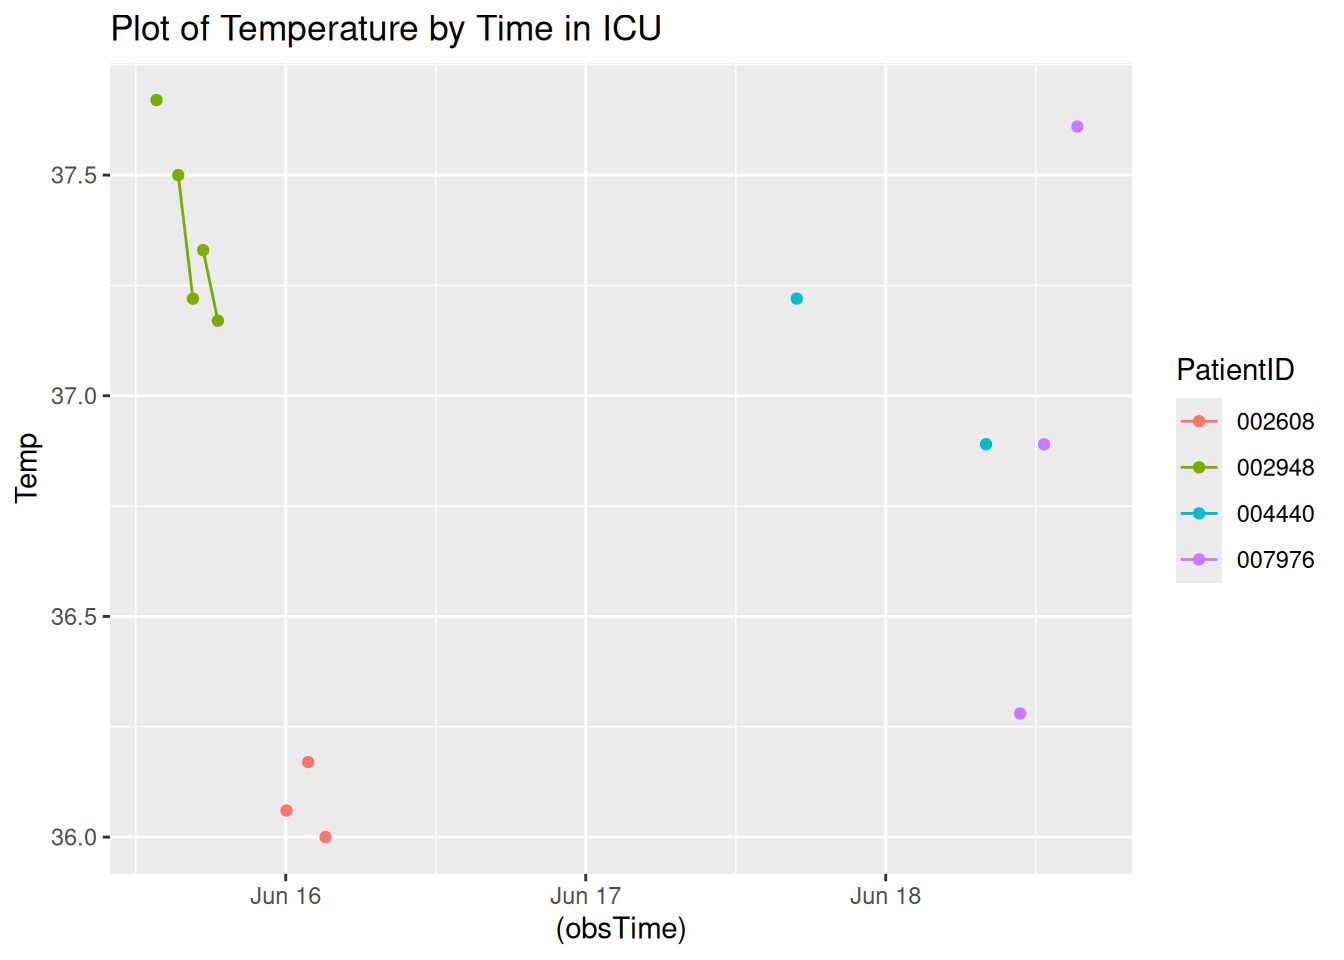 Plot of Temperature by Time in ICU
37.5
37.0
36.5
36.0
Temp
Jun 16
Jun 17
Jun 18
(obsTime)
PatientID
002608
002948
004440
007976